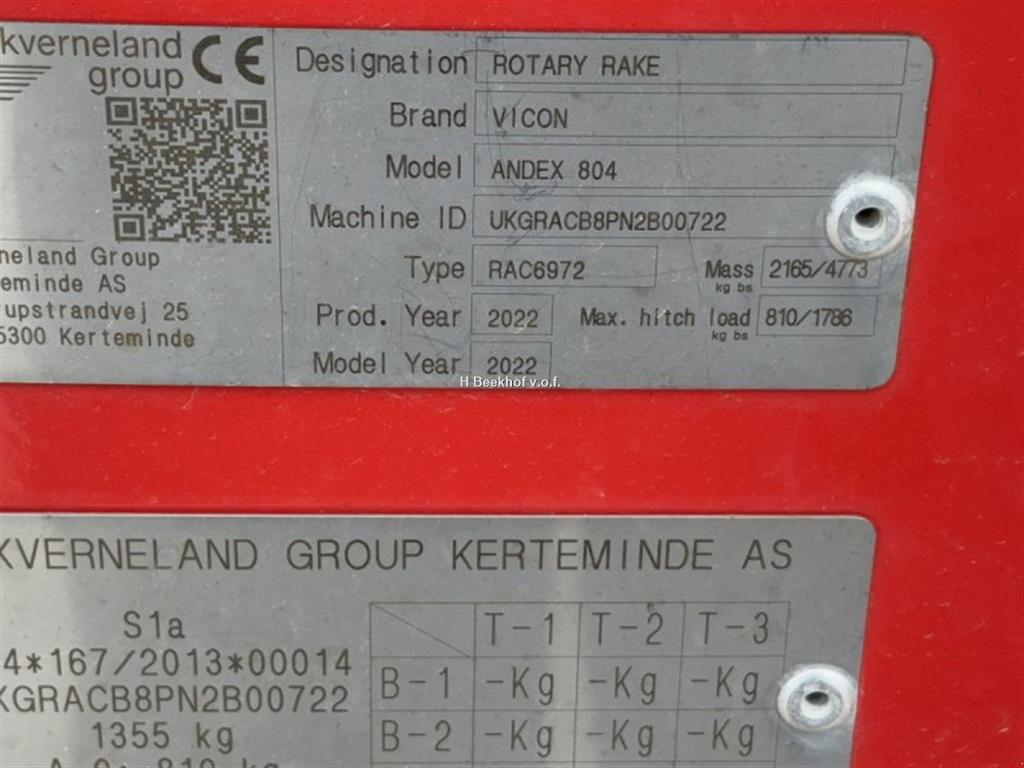 kverneland
group CE
Designation ROTARY RAKE
Brand VICON
Model ANDEX 804
Machine ID UKGRACB8PN2B00722
neland Group
eminde AS
upstrandvej 25
5300 Kerteminde
Type RAC6972 Mass kg lbs 2165/4773
Prod. Year 2022 Max. hitch load kg lbs 810/1786
Model Year 2022
H Beekhof v.o.f.
KVERNELAND GROUP KERTEMINDE AS
S1a
4*167/2013*00014
KGRACB8PN2B00722
1355 kg
A-0: 810 kg
T-1 T-2 T-3
B-1 -Kg -Kg -Kg
B-2 -Kg -Kg -Kg